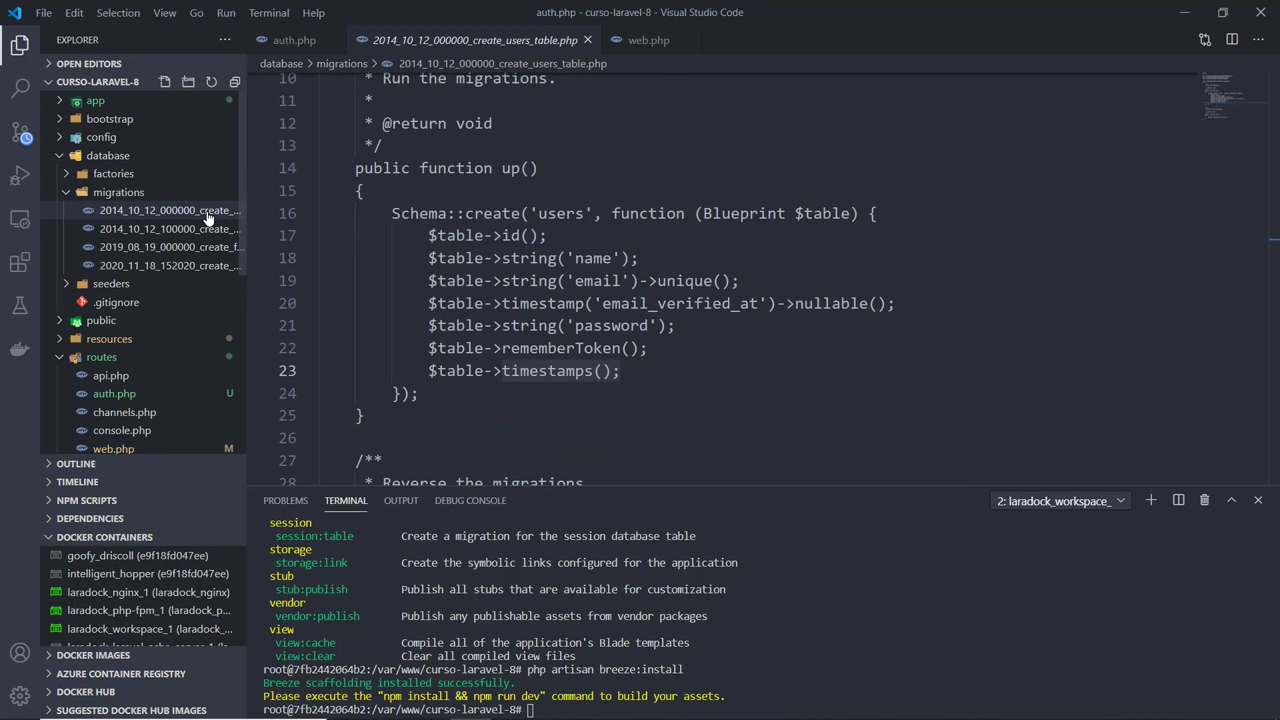 File Edit Selection View Go Run Terminal Help
auth.php - curso-laravel-8 - Visual Studio Code
EXPLORER
OPEN EDITORS
CURSO-LARAVEL-8
app
bootstrap
config
database
factories
migrations
2014_10_12_000000_create_...
2014_10_12_100000_create_...
2019_08_19_000000_create_f...
2020_11_18_152020_create_...
seeders
.gitignore
public
resources
routes
api.php
auth.php U
channels.php
console.php
web.php M
OUTLINE
TIMELINE
NPM SCRIPTS
DEPENDENCIES
DOCKER CONTAINERS
goofy_driscoll (e9f18fd047ee)
intelligent_hopper (e9f18fd047ee)
laradock_nginx_1 (laradock_nginx)
laradock_php-fpm_1 (laradock_p...
laradock_workspace_1 (laradock_...
DOCKER IMAGES
AZURE CONTAINER REGISTRY
DOCKER HUB
SUGGESTED DOCKER HUB IMAGES
auth.php 2014_10_12_000000_create_users_table.php web.php
database > migrations > 2014_10_12_000000_create_users_table.php
10 * Run the migrations.
11 *
12 * @return void
13 */
14 public function up()
15 {
16 Schema::create('users', function (Blueprint $table) {
17 $table->id();
18 $table->string('name');
19 $table->string('email')->unique();
20 $table->timestamp('email_verified_at')->nullable();
21 $table->string('password');
22 $table->rememberToken();
23 $table->timestamps();
24 });
25 }
26
27 /**
28 * Reverse the migrations
PROBLEMS TERMINAL OUTPUT DEBUG CONSOLE
2: laradock_workspace_
session
session:table Create a migration for the session database table
storage
storage:link Create the symbolic links configured for the application
stub
stub:publish Publish all stubs that are available for customization
vendor
vendor:publish Publish any publishable assets from vendor packages
view
view:cache Compile all of the application's Blade templates
view:clear Clear all compiled view files
root@7fb2442064b2:/var/www/curso-laravel-8# php artisan breeze:install
Breeze scaffolding installed successfully.
Please execute the "npm install && npm run dev" command to build your assets.
root@7fb2442064b2:/var/www/curso-laravel-8#